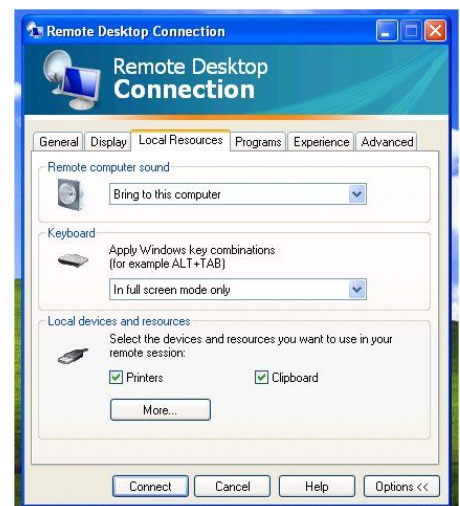 Remote Desktop Connection
Remote Desktop
Connection
General Display Local Resources Programs Experience Advanced
Remote computer sound
Bring to this computer
Keyboard
Apply Windows key combinations
(for example ALT+TAB)
In full screen mode only
Local devices and resources
Select the devices and resources you want to use in your
remote session:
Printers Clipboard
More...
Connect Cancel Help Options <<